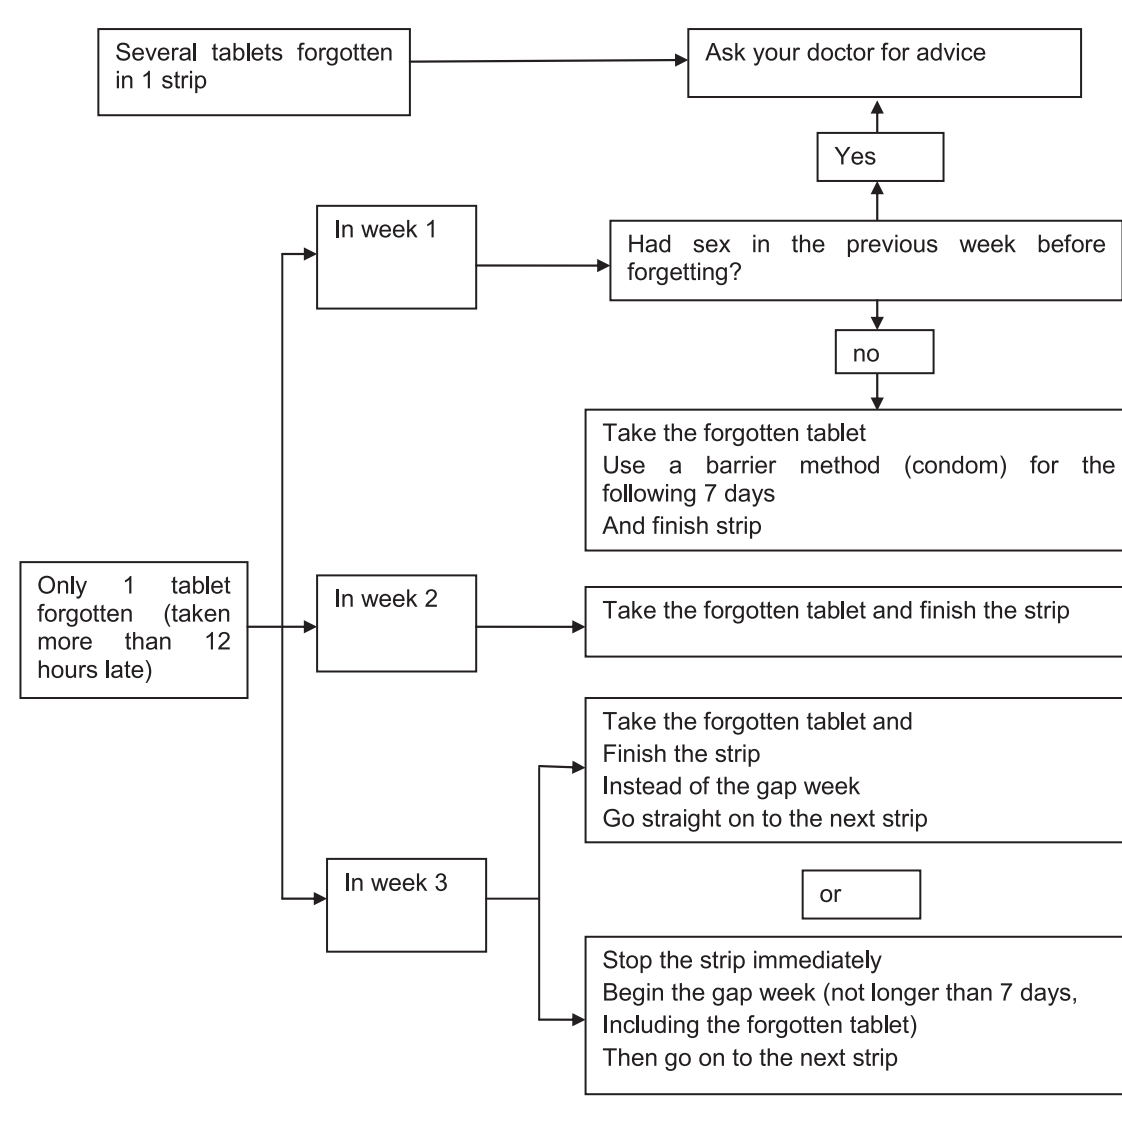 Several tablets forgotten
in 1 strip
Ask your doctor for advice
Yes
In week 1
Had sex in the previous week before
forgetting?
no
Take the forgotten tablet
Use a barrier method (condom) for the
following 7 days
And finish strip
Only 1 tablet
forgotten (taken
more than 12
hours late)
In week 2
Take the forgotten tablet and finish the strip
Take the forgotten tablet and
Finish the strip
Instead of the gap week
Go straight on to the next strip
In week 3
or
Stop the strip immediately
Begin the gap week (not longer than 7 days,
Including the forgotten tablet)
Then go on to the next strip